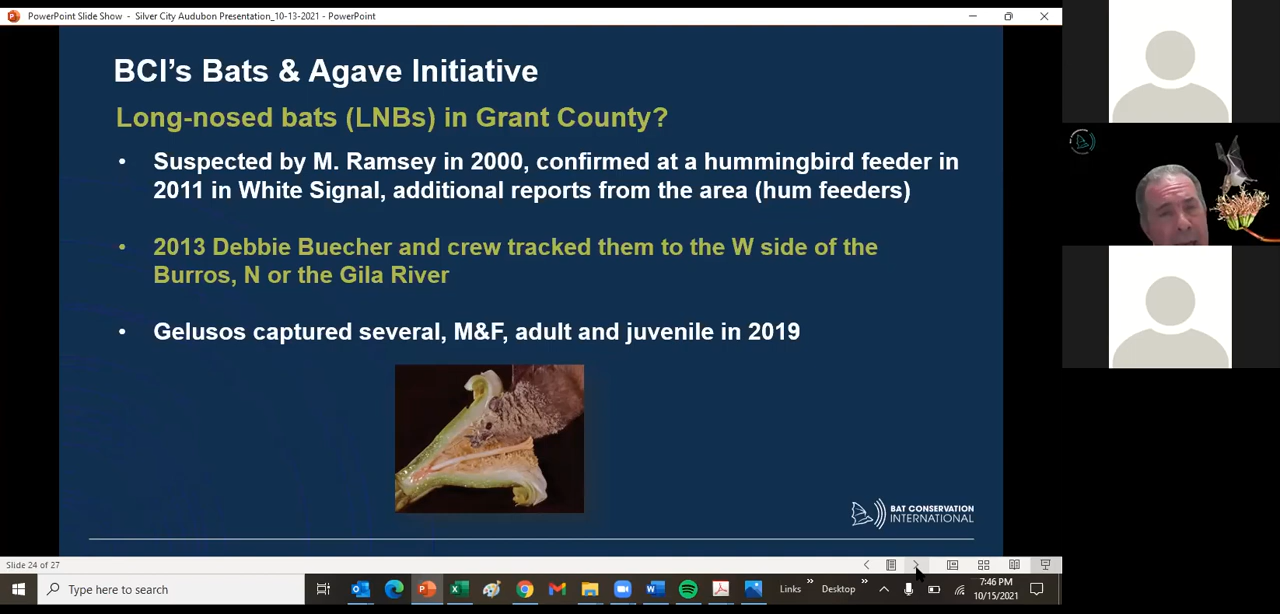 PowerPoint Slide Show - Silver City Audubon Presentation_10-13-2021 - PowerPoint
BCI's Bats & Agave Initiative
Long-nosed bats (LNBs) in Grant County?
• Suspected by M. Ramsey in 2000, confirmed at a hummingbird feeder in
2011 in White Signal, additional reports from the area (hum feeders)
• 2013 Debbie Buecher and crew tracked them to the W side of the
Burros, N or the Gila River
• Gelusos captured several, M&F, adult and juvenile in 2019
BAT CONSERVATION
INTERNATIONAL
Slide 24 of 27
Type here to search
Links
Desktop
7:46 PM
10/15/2021